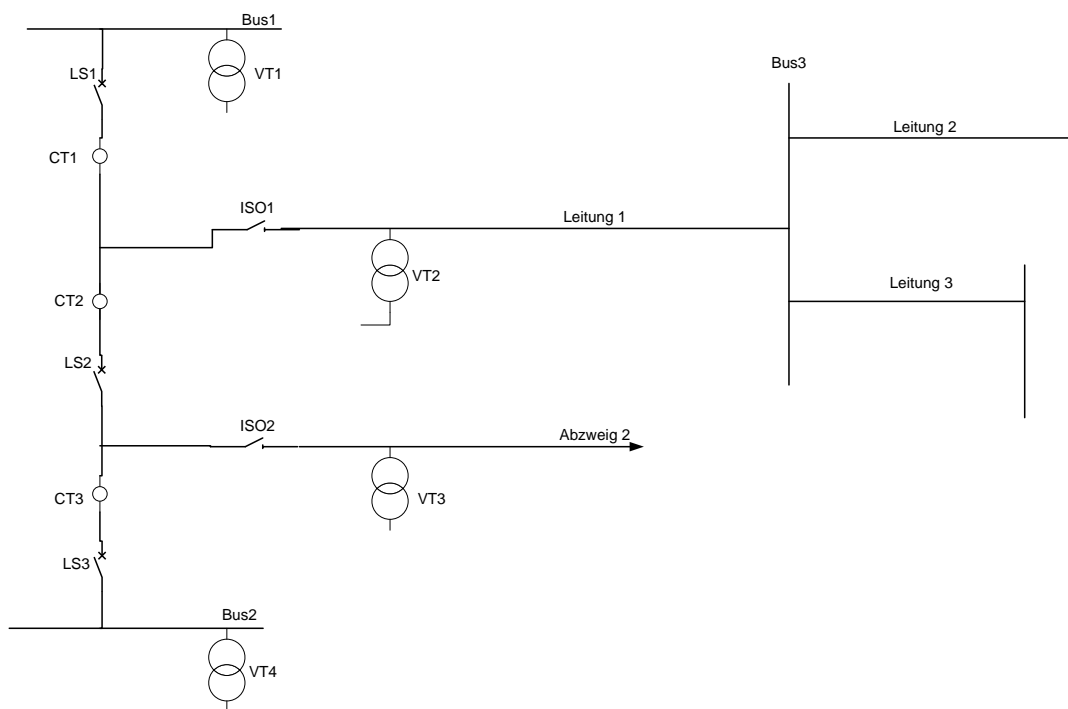 Bus1
LS1
VT1
Bus3
Leitung 2
CT1
ISO1
Leitung 1
VT2
Leitung 3
CT2
LS2
ISO2
Abzweig 2
CT3
VT3
LS3
Bus2
VT4